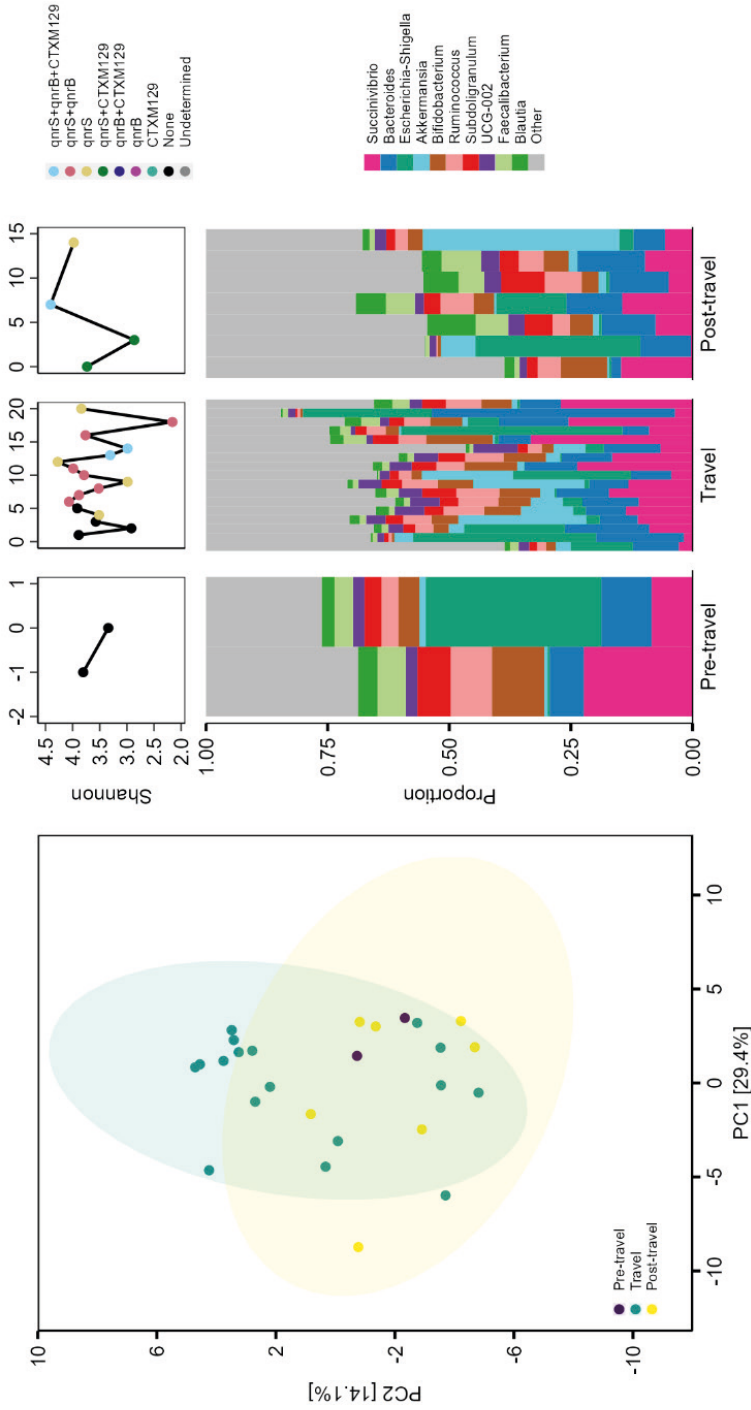 10
6
2
-2
-6
-10
PC2 [14.1%]
-10
-5
0
5
10
PC1 [29.4%]
Pre-travel
Travel
Post-travel
-2
-1
0
1
0
5
10
15
20
0
5
10
15
4.5
4.0
3.5
3.0
2.5
2.0
Shannon
qnrS+qnrB+CTXM129
qnrS+qnrB
qnrS
qnrS+CTXM129
qnrB+CTXM129
qnrB
CTXM129
None
Undetermined
1.00
0.75
0.50
0.25
0.00
Proportion
Pre-travel
Travel
Post-travel
Succinivibrio
Bacteroides
Escherichia-Shigella
Akkermansia
Bifidobacterium
Ruminococcus
Subdoligranulum
UCG-002
Faecalibacterium
Blautia
Other